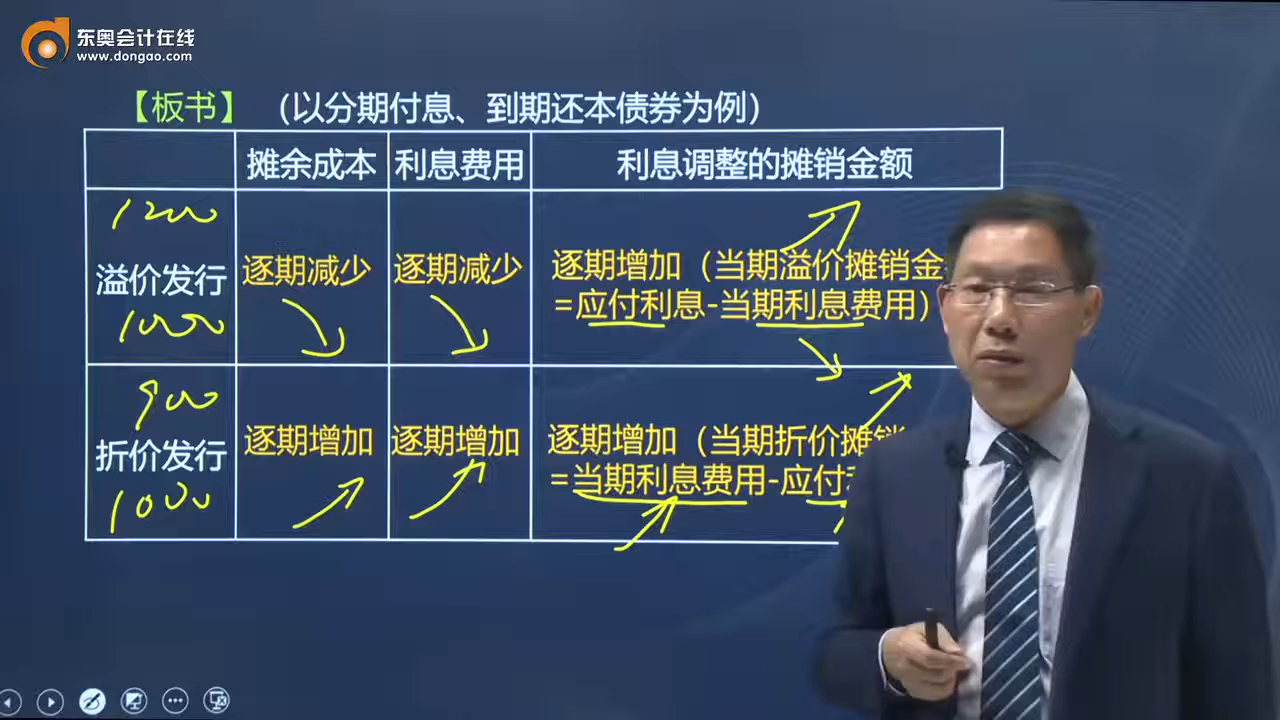 东奥会计在线
www.dongao.com
【板书】 （以分期付息、到期还本债券为例）
摊余成本 利息费用 利息调整的摊销金额
1200
溢价发行 逐期减少 逐期减少 逐期增加（当期溢价摊销金
=应付利息-当期利息费用）
1000
900
折价发行 逐期增加 逐期增加 逐期增加（当期折价摊销
=当期利息费用-应付
1000